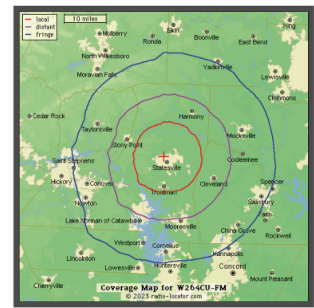 local
distant
fringe
10 miles
Elkin
King
Mulberry
Ronda
Boonville
East Bend
North Wilkesboro
Yadkinville
Moravian Falls
Lewisville
Clemmons
Cedar Rock
Harmony
Taylorsville
Mocksville
Stony Point
Cooleemee
Saint Stephens
Statesville
Hickory
Conover
Troutman
Cleveland
Spencer
Newton
Salisbury
Lake Norman of Catawba
Mooresville
Faith
China Grove
Rockwell
Westport
Cornelius
Kannapolis
Lincolnton
Lowesville
Huntersville
Concord
Mount Pleasant
Cherryville
Coverage Map for W264CU-FM
© 2023 radio-locator.com